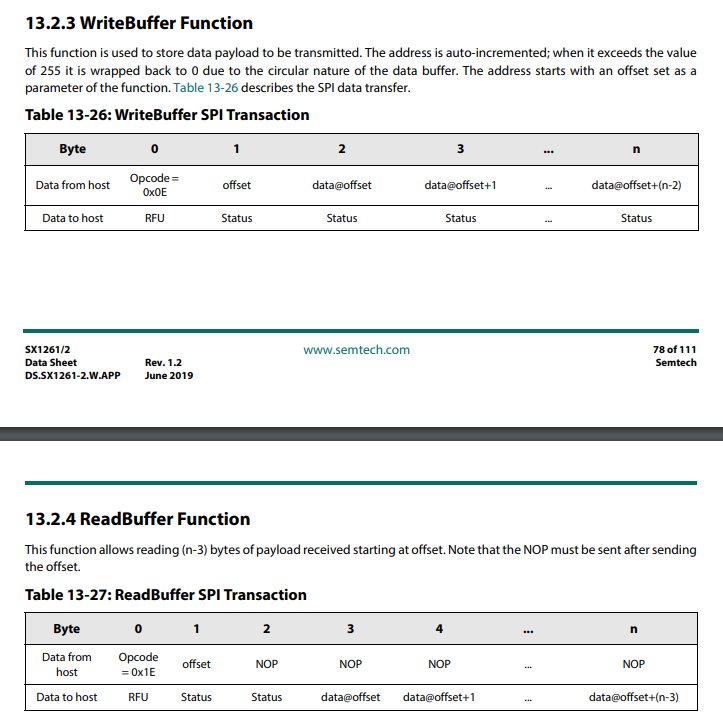 13.2.3 WriteBuffer Function
This function is used to store data payload to be transmitted. The address is auto-incremented; when it exceeds the value
of 255 it is wrapped back to 0 due to the circular nature of the data buffer. The address starts with an offset set as a
parameter of the function. Table 13-26 describes the SPI data transfer.
Table 13-26: WriteBuffer SPI Transaction
Byte 0 1 2 3 ... n
Data from host Opcode = 0x0E offset data@offset data@offset+1 ... data@offset+(n-2)
Data to host RFU Status Status Status ... Status
SX1261/2 www.semtech.com 78 of 111
Data Sheet Rev. 1.2 Semtech
DS.SX1261-2.W.APP June 2019
13.2.4 ReadBuffer Function
This function allows reading (n-3) bytes of payload received starting at offset. Note that the NOP must be sent after sending
the offset.
Table 13-27: ReadBuffer SPI Transaction
Byte 0 1 2 3 4 ... n
Data from host Opcode = 0x1E offset NOP NOP NOP ... NOP
Data to host RFU Status Status data@offset data@offset+1 ... data@offset+(n-3)